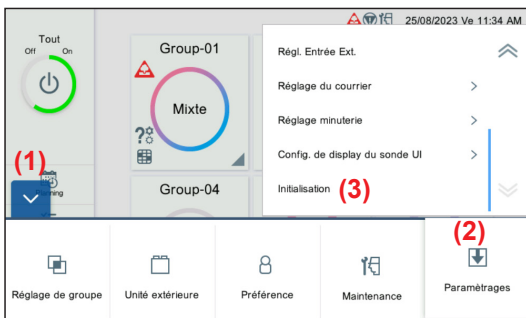 25/08/2023 Ve 11:34 AM
Tout
Off On
Group-01
Mixte
Group-04
(1)
Régl. Entrée Ext.
Réglage du courrier
Réglage minuterie
Config. de display du sonde UI
Initialisation (3)
(2)
Réglage de groupe
Unité extérieure
Préférence
Maintenance
Paramètrages